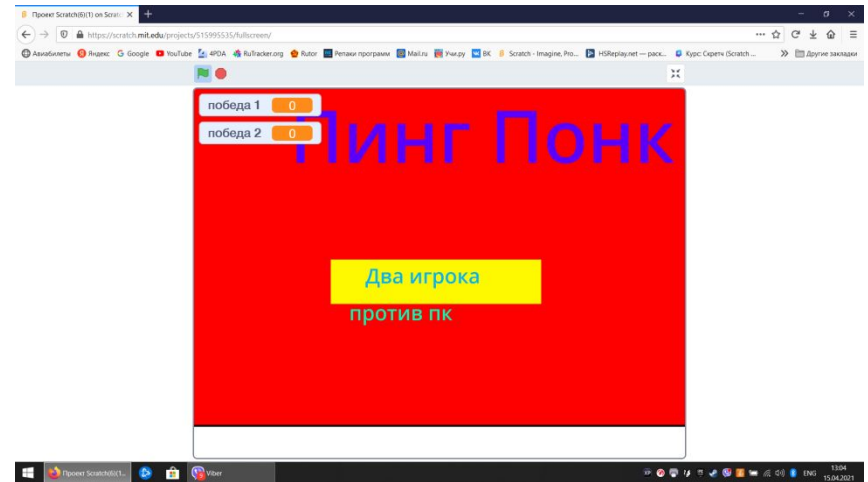 Проект Scratch(6)(1) on Scratc
https://scratch.mit.edu/projects/515995535/fullscreen/
Авиабилеты Яндекс Google YouTube 4PDA RuTracker.org Rutor Репаки программ Mail.ru Учи.ру ВК Scratch - Imagine, Pro... HSReplay.net — раск... Курс: Скретч (Scratch ... Другие закладки
победа 1 0
победа 2 0
Пинг Понк
Два игрока
против пк
Проект Scratch(6)(1... Viber ENG 13:04
15.04.2021